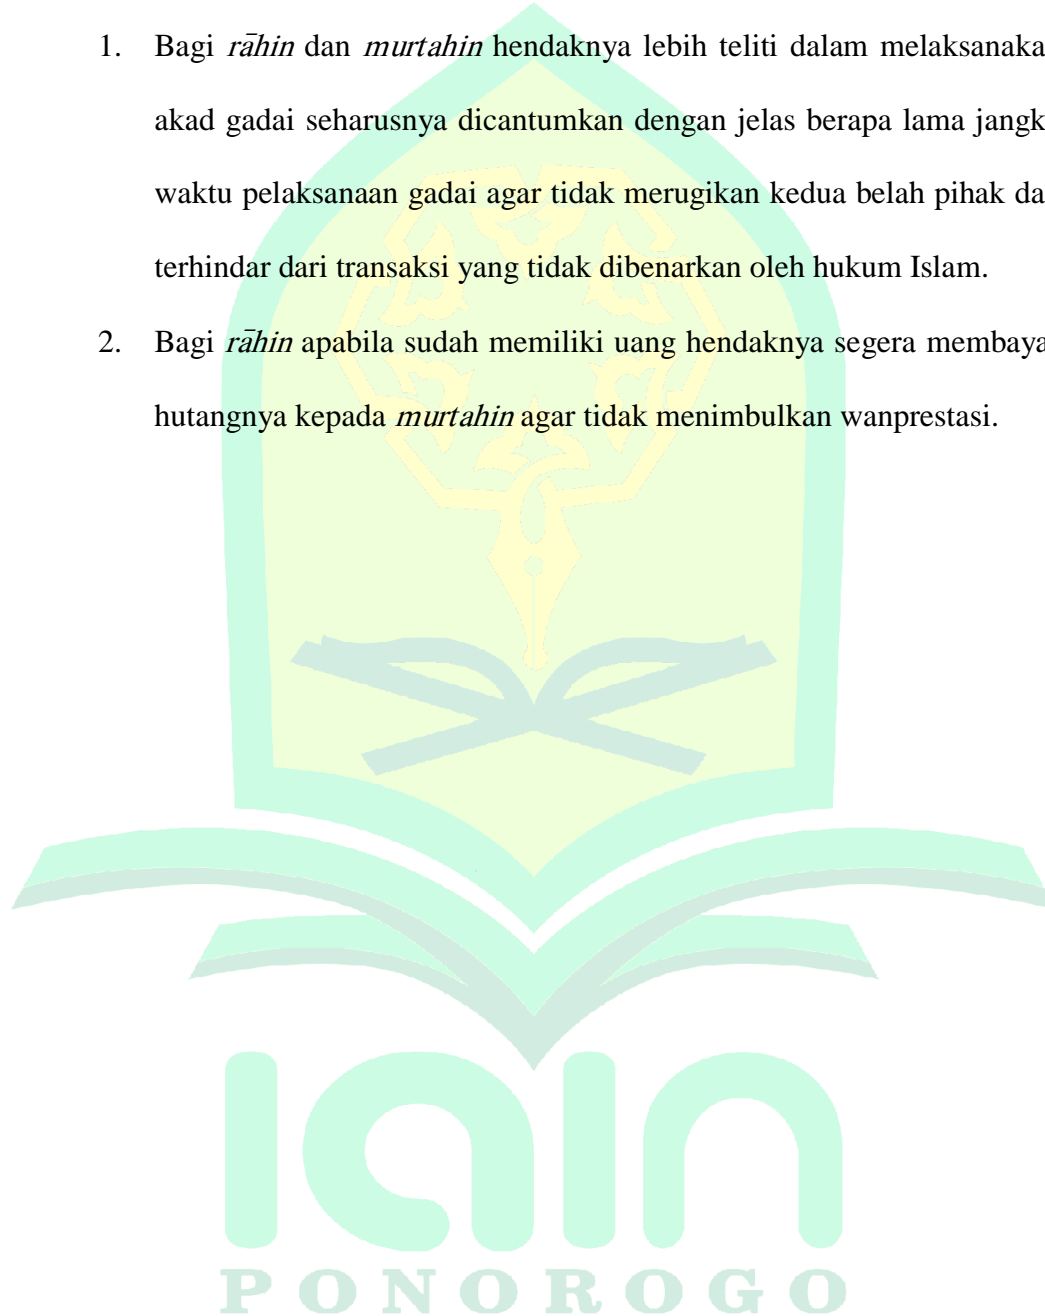 1. Bagi rāhin dan murtahin hendaknya lebih teliti dalam melaksanaka
akad gadai seharusnya dicantumkan dengan jelas berapa lama jangk
waktu pelaksanaan gadai agar tidak merugikan kedua belah pihak da
terhindar dari transaksi yang tidak dibenarkan oleh hukum Islam.
2. Bagi rāhin apabila sudah memiliki uang hendaknya segera membaya
hutangnya kepada murtahin agar tidak menimbulkan wanprestasi.
iain
PONOROGO